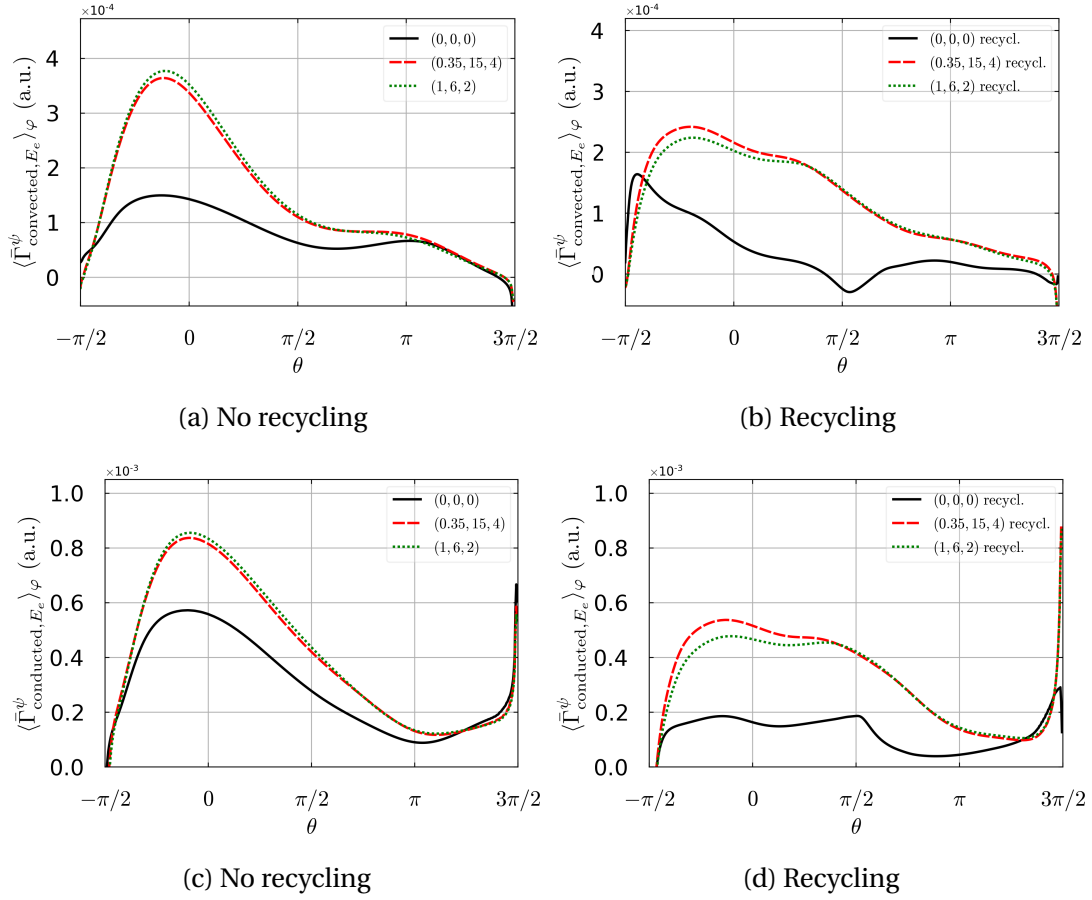 ×10⁻⁴
4
3
2
1
0
⟨Γ̄^ψ_convected, E_e⟩_φ (a.u.)
(0, 0, 0)
(0.35, 15, 4)
(1, 6, 2)
−π/2 0 π/2 π 3π/2
θ
(a) No recycling
×10⁻⁴
4
3
2
1
0
⟨Γ̄^ψ_convected, E_e⟩_φ (a.u.)
(0, 0, 0) recycl.
(0.35, 15, 4) recycl.
(1, 6, 2) recycl.
−π/2 0 π/2 π 3π/2
θ
(b) Recycling
×10⁻³
1.0
0.8
0.6
0.4
0.2
0.0
⟨Γ̄^ψ_conducted, E_e⟩_φ (a.u.)
(0, 0, 0)
(0.35, 15, 4)
(1, 6, 2)
−π/2 0 π/2 π 3π/2
θ
(c) No recycling
×10⁻³
1.0
0.8
0.6
0.4
0.2
0.0
⟨Γ̄^ψ_conducted, E_e⟩_φ (a.u.)
(0, 0, 0) recycl.
(0.35, 15, 4) recycl.
(1, 6, 2) recycl.
−π/2 0 π/2 π 3π/2
θ
(d) Recycling